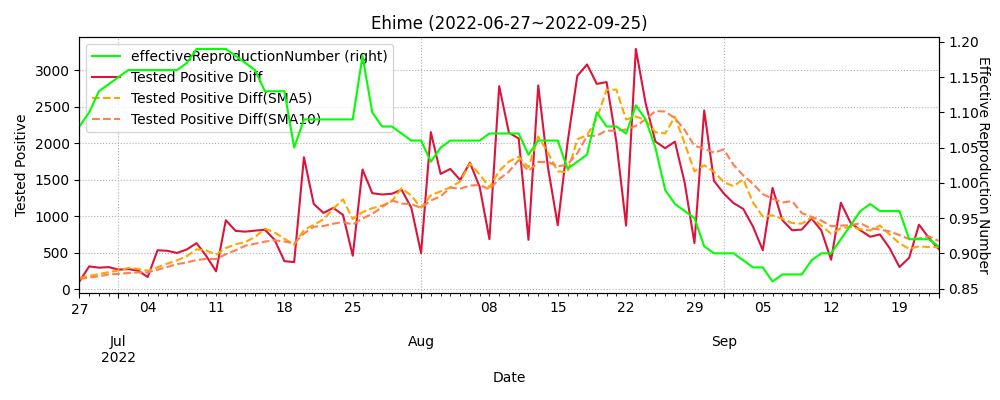 Ehime (2022-06-27~2022-09-25)
effectiveReproductionNumber (right)
Tested Positive Diff
Tested Positive Diff(SMA5)
Tested Positive Diff(SMA10)
Tested Positive
3000
2500
2000
1500
1000
500
0
Effective Reproduction Number
1.20
1.15
1.10
1.05
1.00
0.95
0.90
0.85
27 04 11 18 25 08 15 22 29 05 12 19
Jul Aug Sep
2022
Date